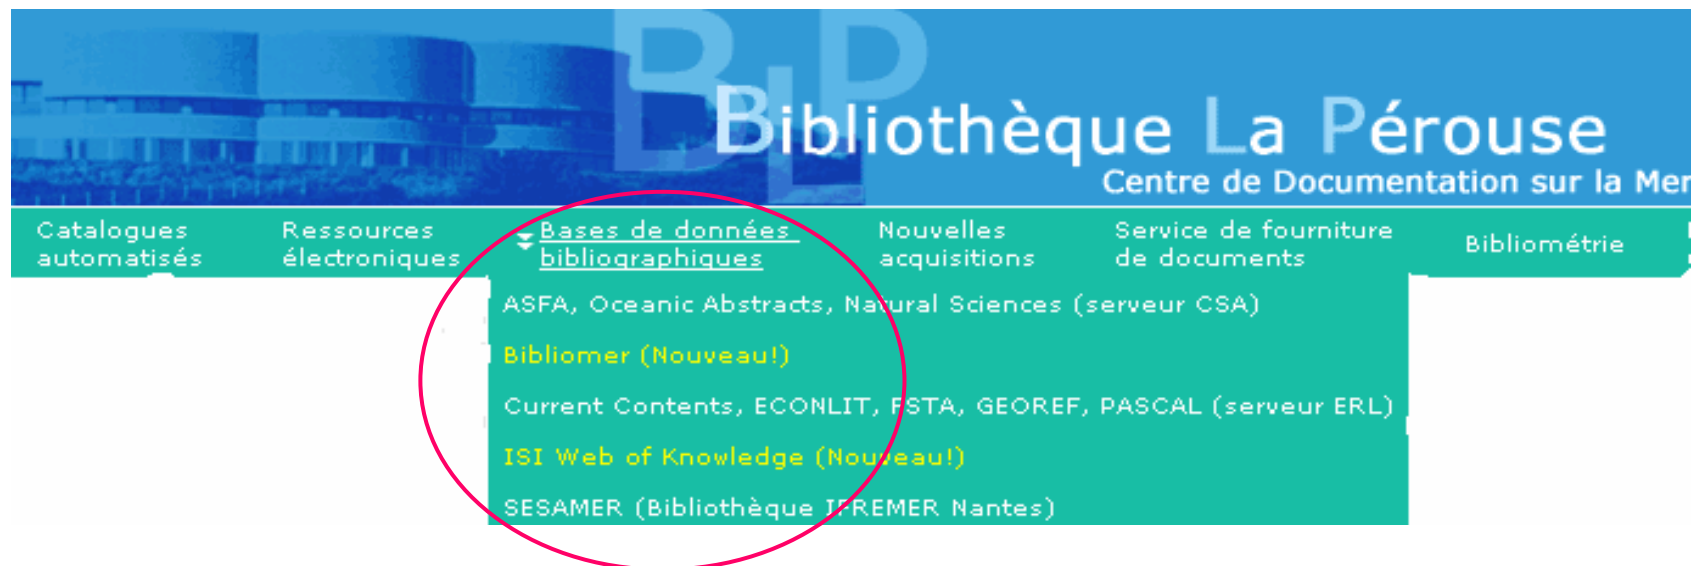 BLP
Bibliothèque La Pérouse
Centre de Documentation sur la Mer
Catalogues
automatisés
Ressources
électroniques
Bases de données
bibliographiques
Nouvelles
acquisitions
Service de fourniture
de documents
Bibliométrie
ASFA, Oceanic Abstracts, Natural Sciences (serveur CSA)
Bibliomer (Nouveau!)
Current Contents, ECONLIT, FSTA, GEOREF, PASCAL (serveur ERL)
ISI Web of Knowledge (Nouveau!)
SESAMER (Bibliothèque IFREMER Nantes)